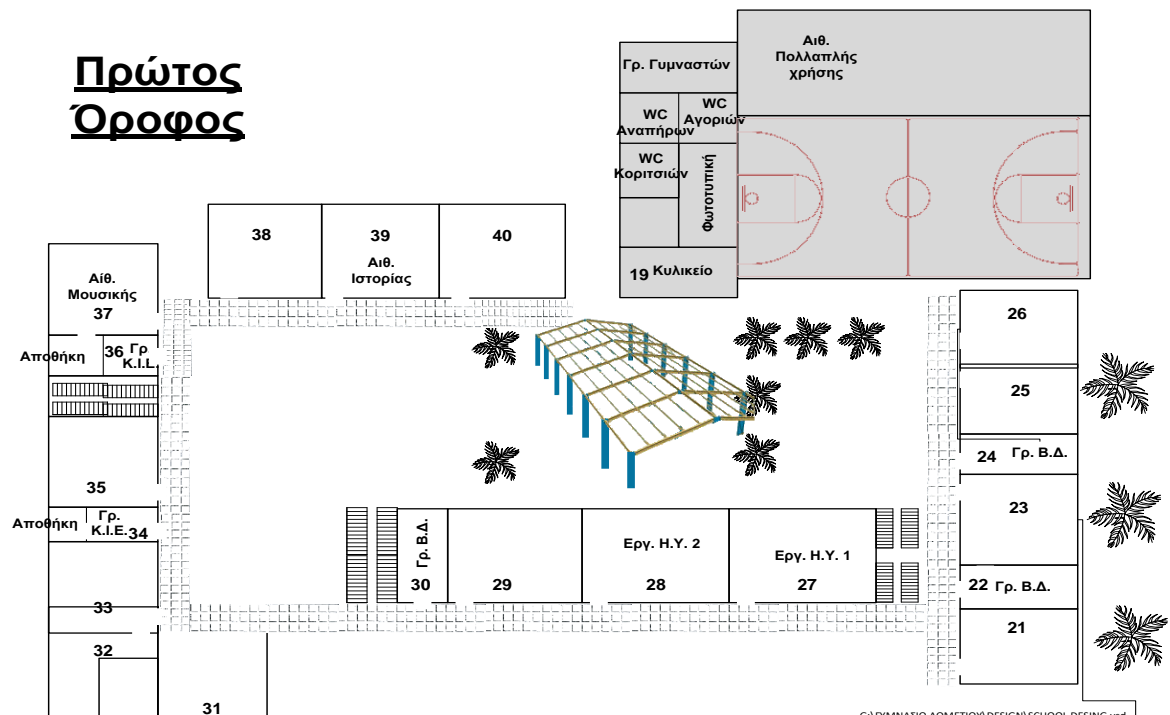 Πρώτος
Όροφος
Αιθ.
Πολλαπλής
χρήσης
Γρ. Γυμναστών
WC
Αναπήρων
WC
Αγοριών
WC
Κοριτσιών
Φωτοτυπική
19 Κυλικείο
38
39
Αιθ.
Ιστορίας
40
Αίθ.
Μουσικής
37
Αποθήκη
36 Γρ
Κ.Ι.L.
35
Αποθήκη
Γρ.
Κ.Ι.Ε. 34
33
32
31
Γρ. Β.Δ.
30
29
Εργ. Η.Υ. 2
28
Εργ. Η.Υ. 1
27
26
25
24 Γρ. Β.Δ.
23
22 Γρ. Β.Δ.
21